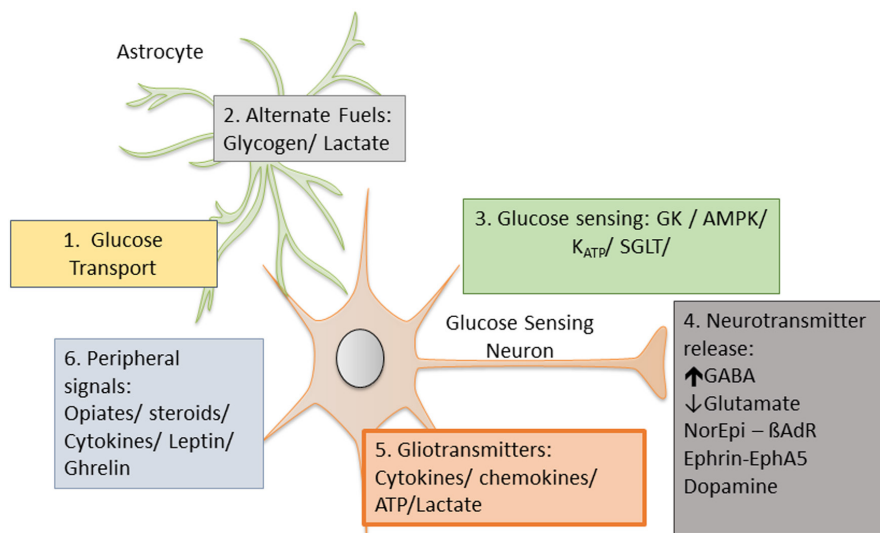 Astrocyte
2. Alternate Fuels:
Glycogen/ Lactate
1. Glucose
Transport
3. Glucose sensing: GK / AMPK/
K_ATP/ SGLT/
Glucose Sensing
Neuron
4. Neurotmitter
release:
🡅GABA
↓Glutamate
NorEpi – ßAdR
Ephrin-EphA5
Dopamine
6. Peripheral
signals:
Opiates/ steroids/
Cytokines/ Leptin/
Ghrelin
5. Gliotransmitters:
Cytokines/ chemokines/
ATP/Lactate